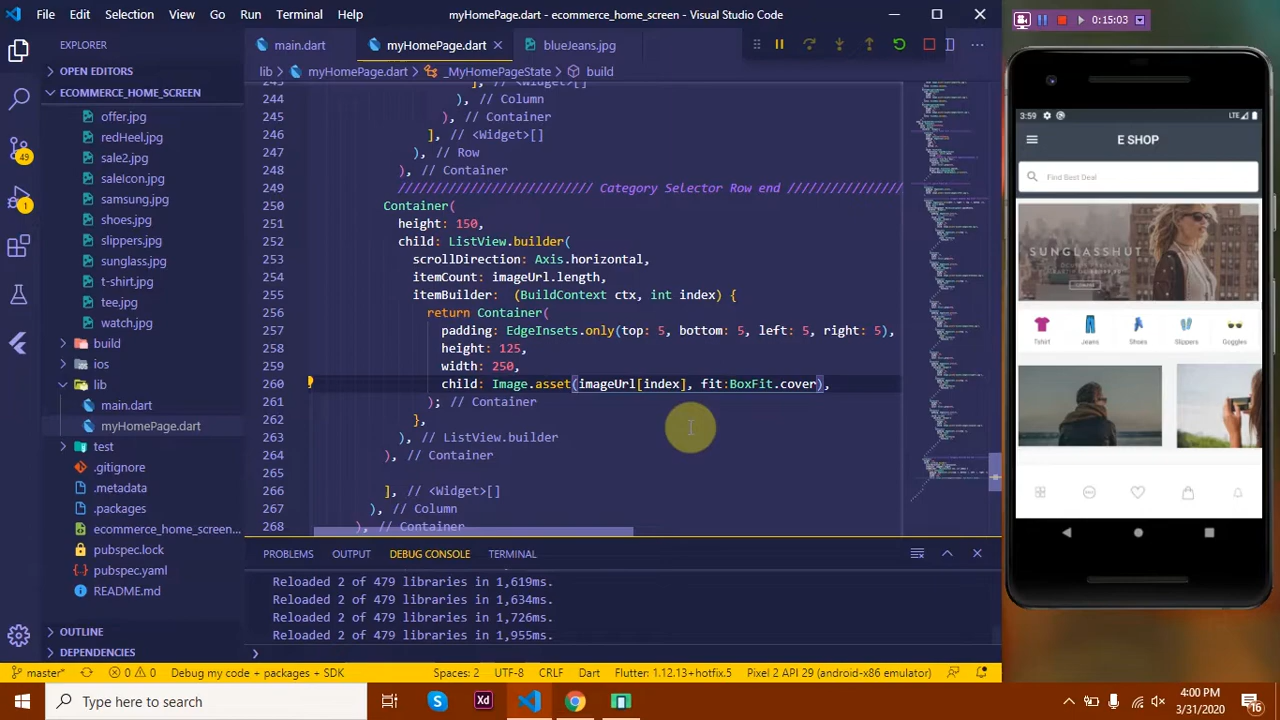 File Edit Selection View Go Run Terminal Help
myHomePage.dart - ecommerce_home_screen - Visual Studio Code
0:15:03
EXPLORER
main.dart
myHomePage.dart
blueJeans.jpg
OPEN EDITORS
ECOMMERCE_HOME_SCREEN
offer.jpg
redHeel.jpg
sale2.jpg
saleIcon.jpg
samsung.jpg
shoes.jpg
slippers.jpg
sunglass.jpg
t-shirt.jpg
tee.jpg
watch.jpg
build
ios
lib
main.dart
myHomePage.dart
test
.gitignore
.metadata
.packages
ecommerce_home_screen...
pubspec.lock
pubspec.yaml
README.md
OUTLINE
DEPENDENCIES
49
1
lib > myHomePage.dart > _MyHomePageState > build
244 ), // Column
245 ), // Container
246 ], // <Widget>[]
247 ), // Row
248 ), // Container
249 /////////////////////////// Category Selector Row end ////////////////
250 Container(
251 height: 150,
252 child: ListView.builder(
253 scrollDirection: Axis.horizontal,
254 itemCount: imageUrl.length,
255 itemBuilder: (BuildContext ctx, int index) {
256 return Container(
257 padding: EdgeInsets.only(top: 5, bottom: 5, left: 5, right: 5),
258 height: 125,
259 width: 250,
260 child: Image.asset(imageUrl[index], fit:BoxFit.cover),
261 ); // Container
262 },
263 ), // ListView.builder
264 ), // Container
265
266 ], // <Widget>[]
267 ), // Column
268 ), // Container
PROBLEMS OUTPUT DEBUG CONSOLE TERMINAL
Reloaded 2 of 479 libraries in 1,619ms.
Reloaded 2 of 479 libraries in 1,634ms.
Reloaded 2 of 479 libraries in 1,726ms.
Reloaded 2 of 479 libraries in 1,955ms.
master* 0 0 Debug my code + packages + SDK
Spaces: 2 UTF-8 CRLF Dart Flutter: 1.12.13+hotfix.5 Pixel 2 API 29 (android-x86 emulator)
3:59 LTE
E SHOP
Find Best Deal
SUNGLASSHUT
Tshirt Jeans Shoes Slippers Goggles
Type here to search
Xd
4:00 PM
3/31/2020
16